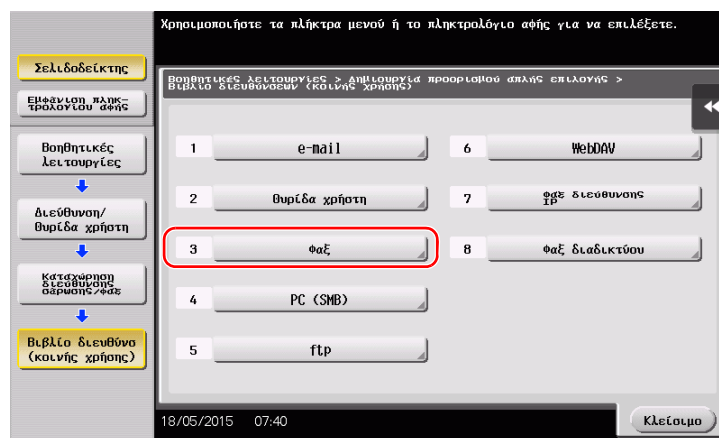 Χρησιμοποιήστε τα πλήκτρα μενού ή το πληκτρολόγιο αφής για να επιλέξετε.
Σελιδοδείκτης
Εμφάνιση πληκ-
τρολογίου αφής
Βοηθητικές λειτουργίες > Δημιουργία προορισμού απλής επιλογής >
Βιβλίο διευθύνσεων (κοινής χρήσης)
Βοηθητικές
λειτουργίες
Διεύθυνση/
θυρίδα χρήστη
Καταχώρηση
διεύθυνσης
σάρωσης/φαξ
Βιβλίο διευθύνσ
(κοινής χρήσης)
1 e-mail
6 WebDAV
2 Θυρίδα χρήστη
7 Φαξ διεύθυνσης
IP
3 Φαξ
8 Φαξ διαδικτύου
4 PC (SMB)
5 ftp
18/05/2015 07:40
Κλείσιμο